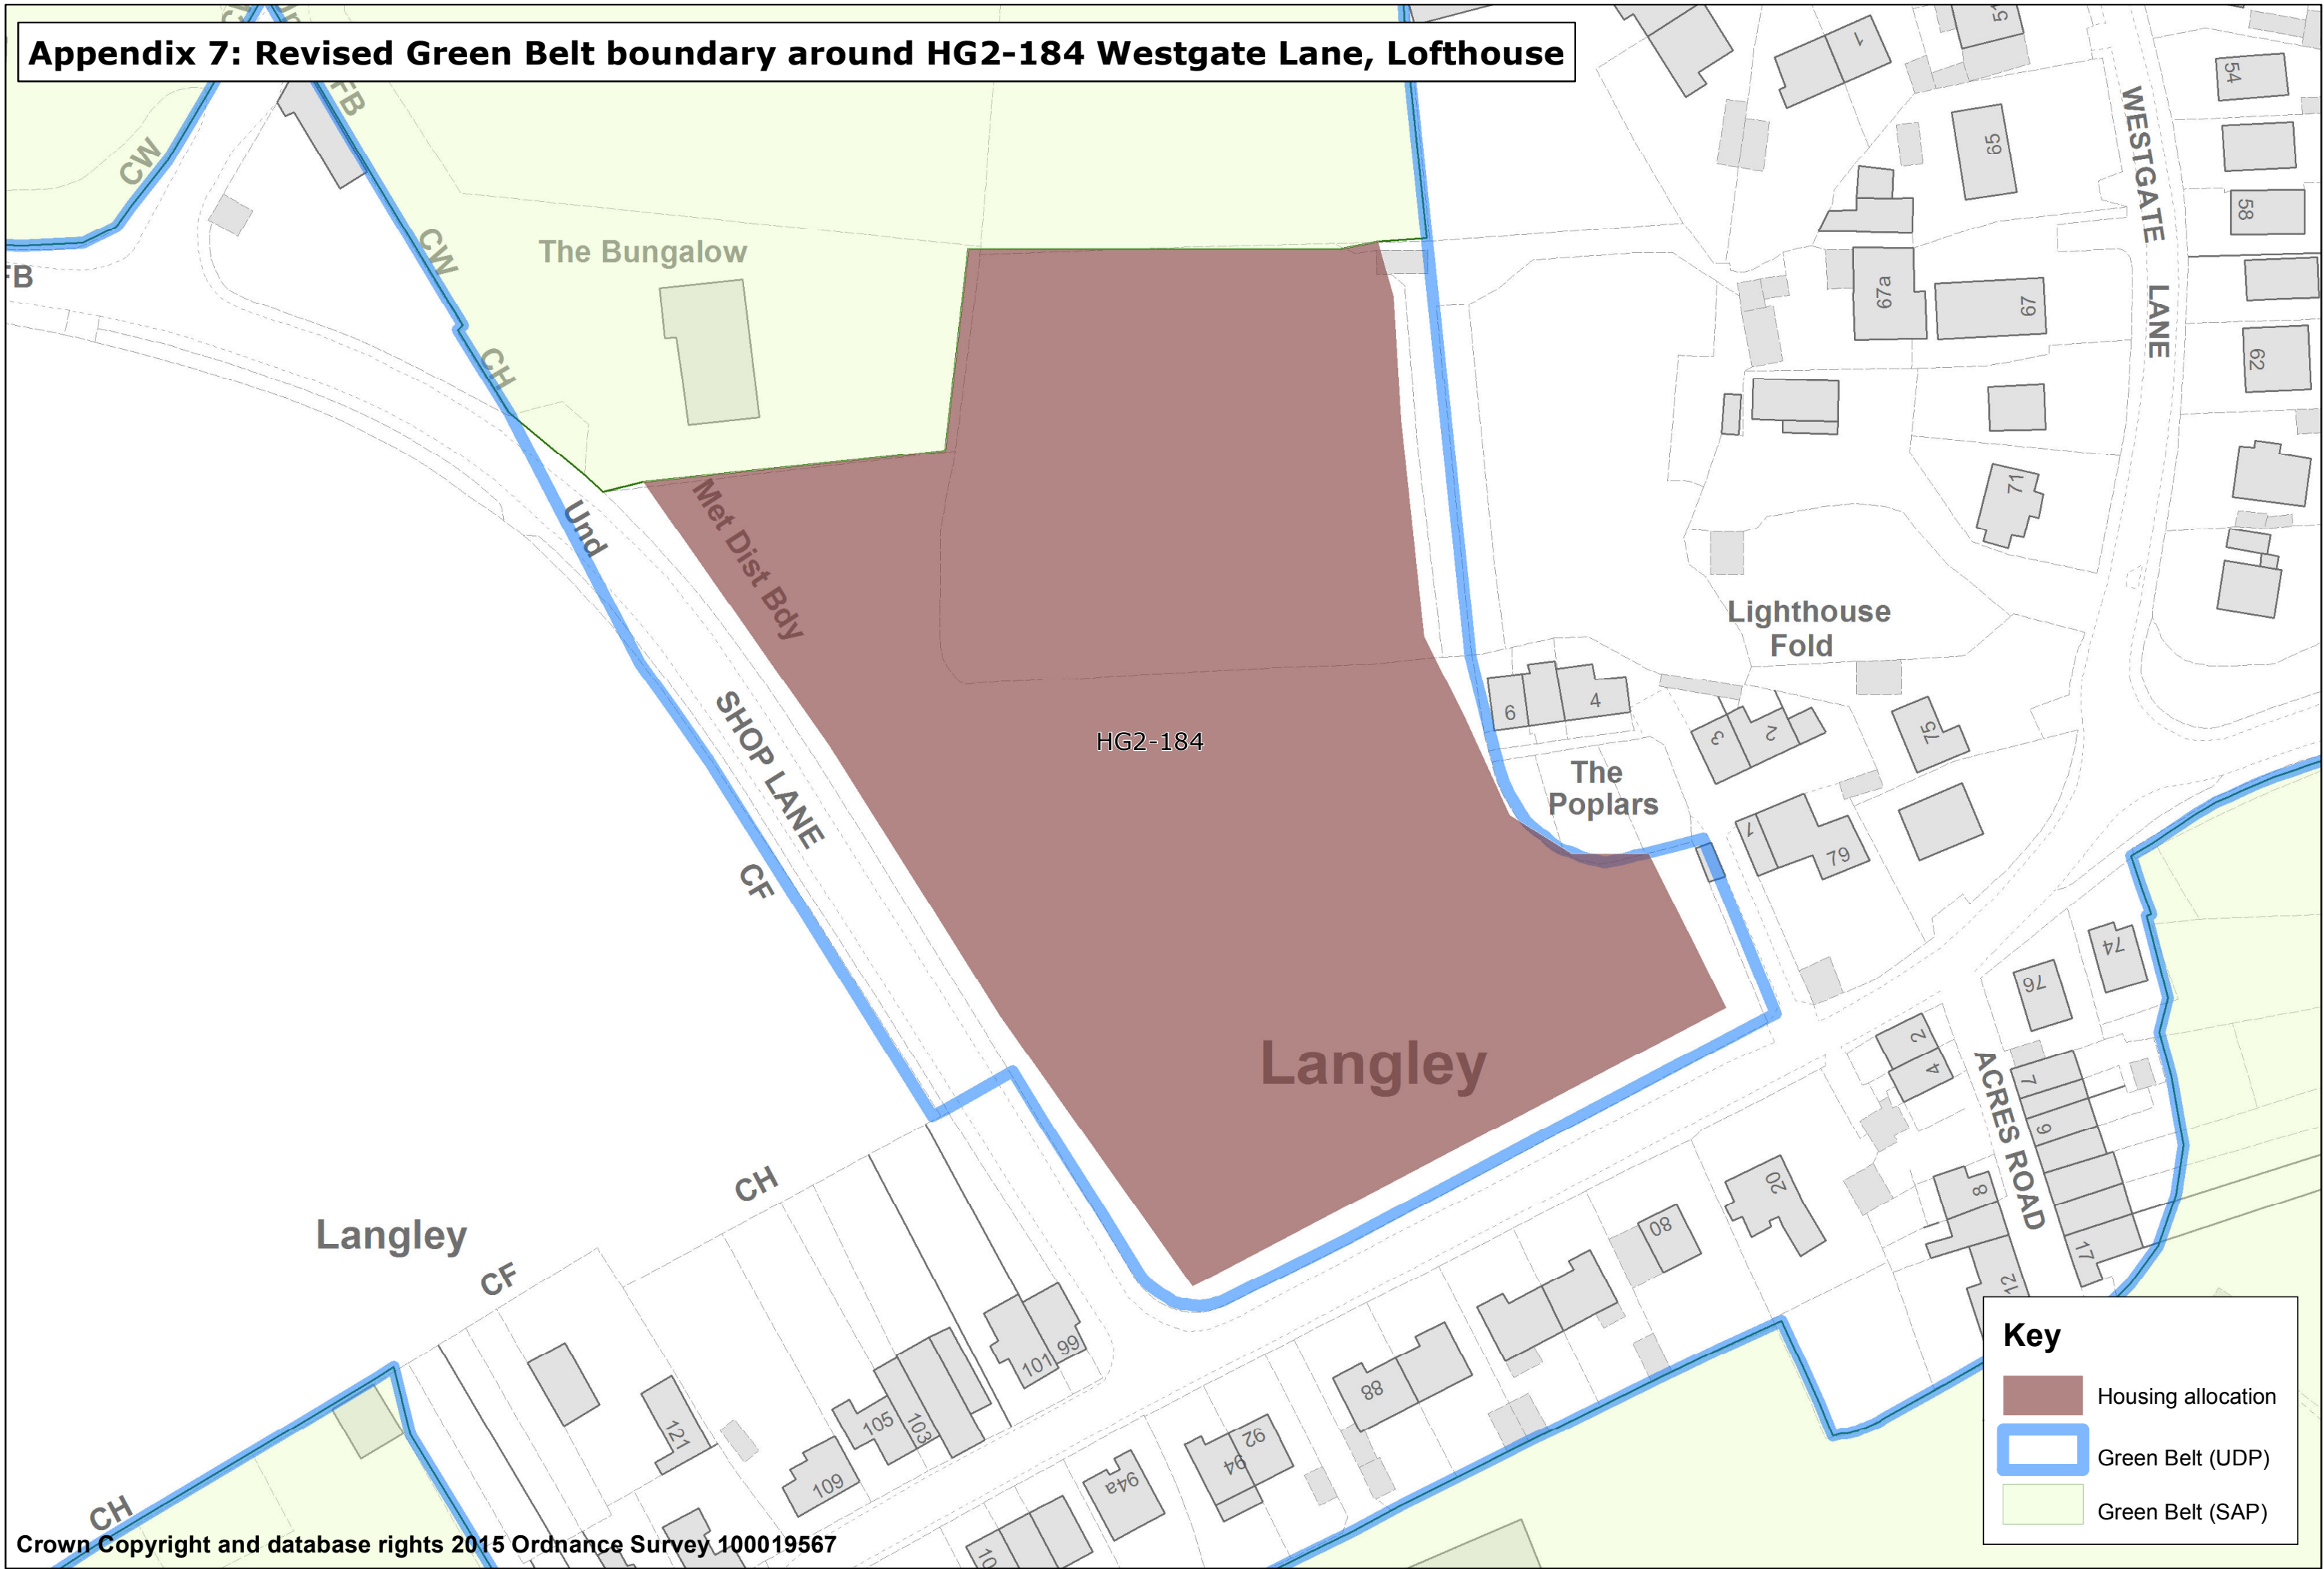 Appendix 7: Revised Green Belt boundary around HG2-184 Westgate Lane, Lofthouse
FB
CW
CW
FB
CH
The Bungalow
Und
Met Dist Bdy
SHOP LANE
CF
HG2-184
Langley
WESTGATE
LANE
1
51
54
65
58
67a
67
62
71
Lighthouse
Fold
6
4
3
2
75
The
Poplars
7
79
74
76
2
4
ACRES ROAD
7
9
8
17
12
20
80
88
92
94
94a
CH
Langley
CF
101
99
105
103
109
121
CH
10
Key
Housing allocation
Green Belt (UDP)
Green Belt (SAP)
Crown Copyright and database rights 2015 Ordnance Survey 100019567